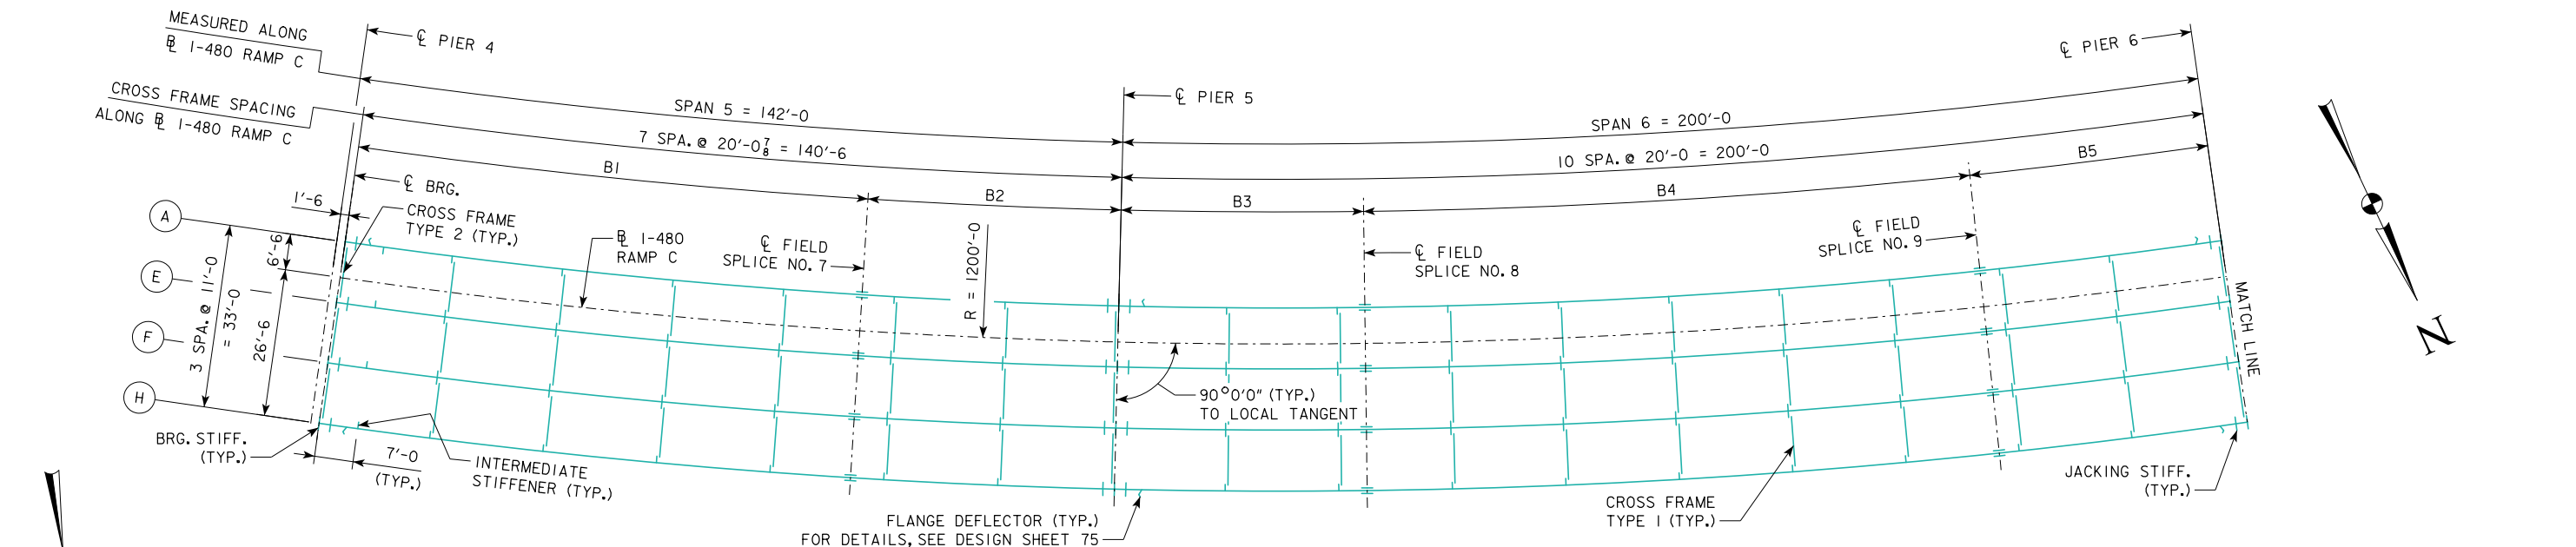 MEASURED ALONG
℄ I-480 RAMP C
℄ PIER 4
℄ PIER 6
CROSS FRAME SPACING
ALONG ℄ I-480 RAMP C
SPAN 5 = 142'-0
℄ PIER 5
SPAN 6 = 200'-0
7 SPA. @ 20'-0 7/8 = 140'-6
10 SPA. @ 20'-0 = 200'-0
B1
B2
B3
B4
B5
℄ BRG.
1'-6
CROSS FRAME
TYPE 2 (TYP.)
A
E
F
H
6'-6
3 SPA. @ 11'-0
= 33'-0
26'-6
℄ I-480
RAMP C
℄ FIELD
SPLICE NO. 7
R = 1200'-0
℄ FIELD
SPLICE NO. 8
℄ FIELD
SPLICE NO. 9
MATCH LINE
N
90°0'0" (TYP.)
TO LOCAL TANGENT
BRG. STIFF.
(TYP.)
7'-0
(TYP.)
INTERMEDIATE
STIFFENER (TYP.)
FLANGE DEFLECTOR (TYP.)
FOR DETAILS, SEE DESIGN SHEET 75
CROSS FRAME
TYPE 1 (TYP.)
JACKING STIFF.
(TYP.)